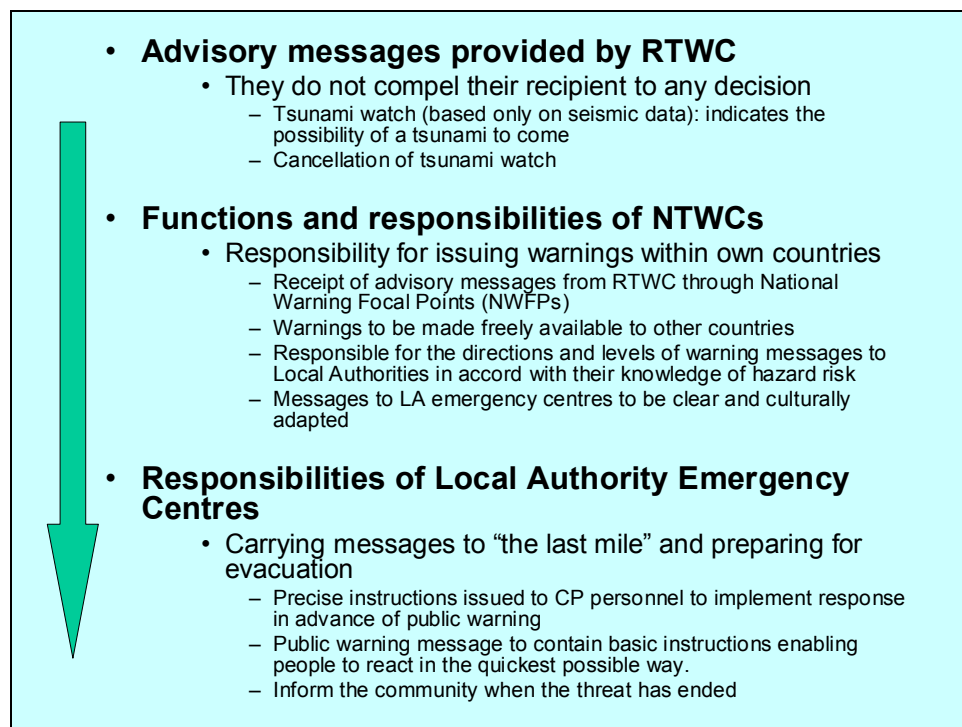 • Advisory messages provided by RTWC
• They do not compel their recipient to any decision
– Tsunami watch (based only on seismic data): indicates the
possibility of a tsunami to come
– Cancellation of tsunami watch
• Functions and responsibilities of NTWCs
• Responsibility for issuing warnings within own countries
– Receipt of advisory messages from RTWC through National
Warning Focal Points (NWFPs)
– Warnings to be made freely available to other countries
– Responsible for the directions and levels of warning messages to
Local Authorities in accord with their knowledge of hazard risk
– Messages to LA emergency centres to be clear and culturally
adapted
• Responsibilities of Local Authority Emergency
Centres
• Carrying messages to “the last mile” and preparing for
evacuation
– Precise instructions issued to CP personnel to implement response
in advance of public warning
– Public warning message to contain basic instructions enabling
people to react in the quickest possible way.
– Inform the community when the threat has ended